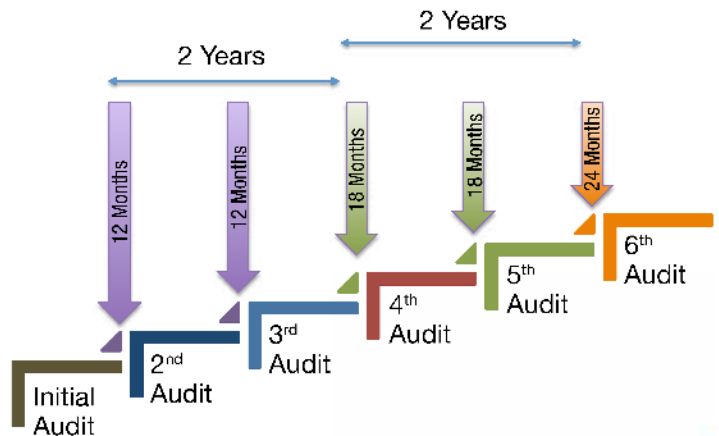 2 Years
2 Years
12 Months
12 Months
18 Months
18 Months
24 Months
Initial
Audit
2nd
Audit
3rd
Audit
4th
Audit
5th
Audit
6th
Audit